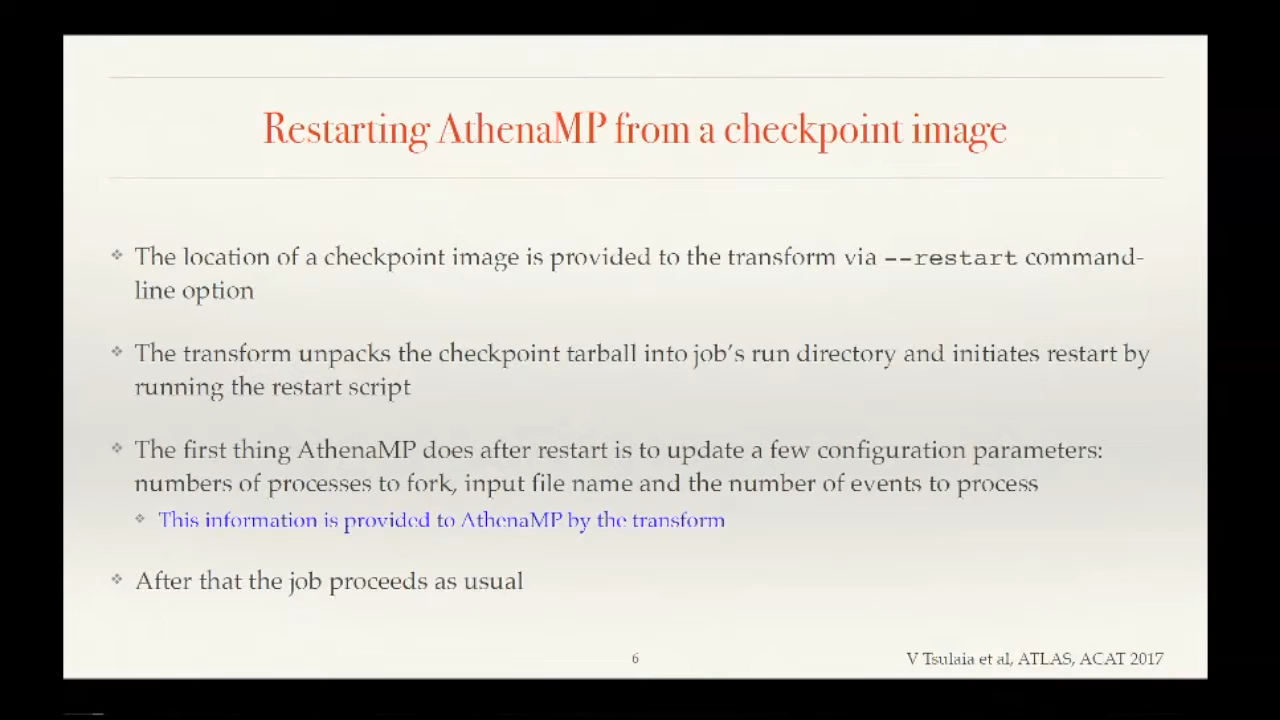 Restarting AthenaMP from a checkpoint image
❖ The location of a checkpoint image is provided to the transform via --restart command-
line option
❖ The transform unpacks the checkpoint tarball into job's run directory and initiates restart by
running the restart script
❖ The first thing AthenaMP does after restart is to update a few configuration parameters:
numbers of processes to fork, input file name and the number of events to process
❖ This information is provided to AthenaMP by the transform
❖ After that the job proceeds as usual
6
V Tsulaia et al, ATLAS, ACAT 2017